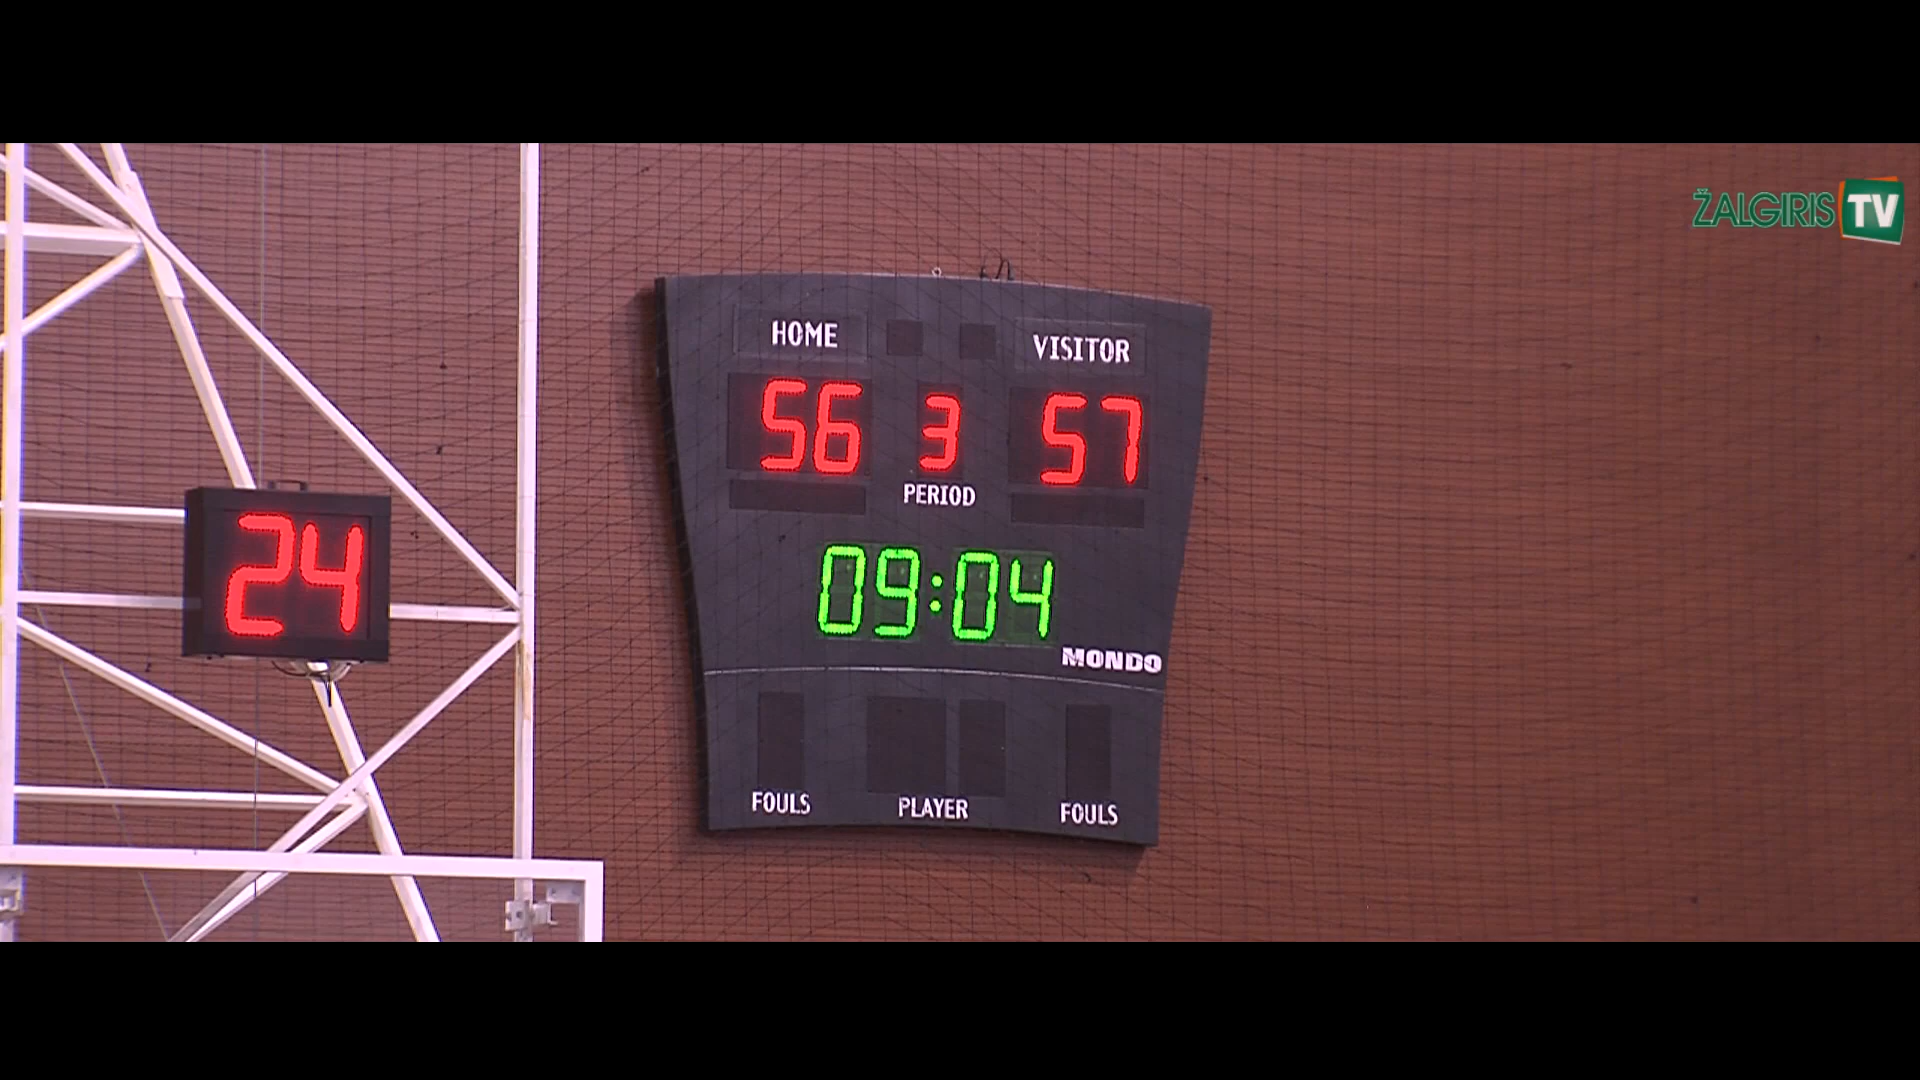 ŽALGIRIS TV
HOME
VISITOR
56
3
57
PERIOD
24
09:04
MONDO
FOULS
PLAYER
FOULS